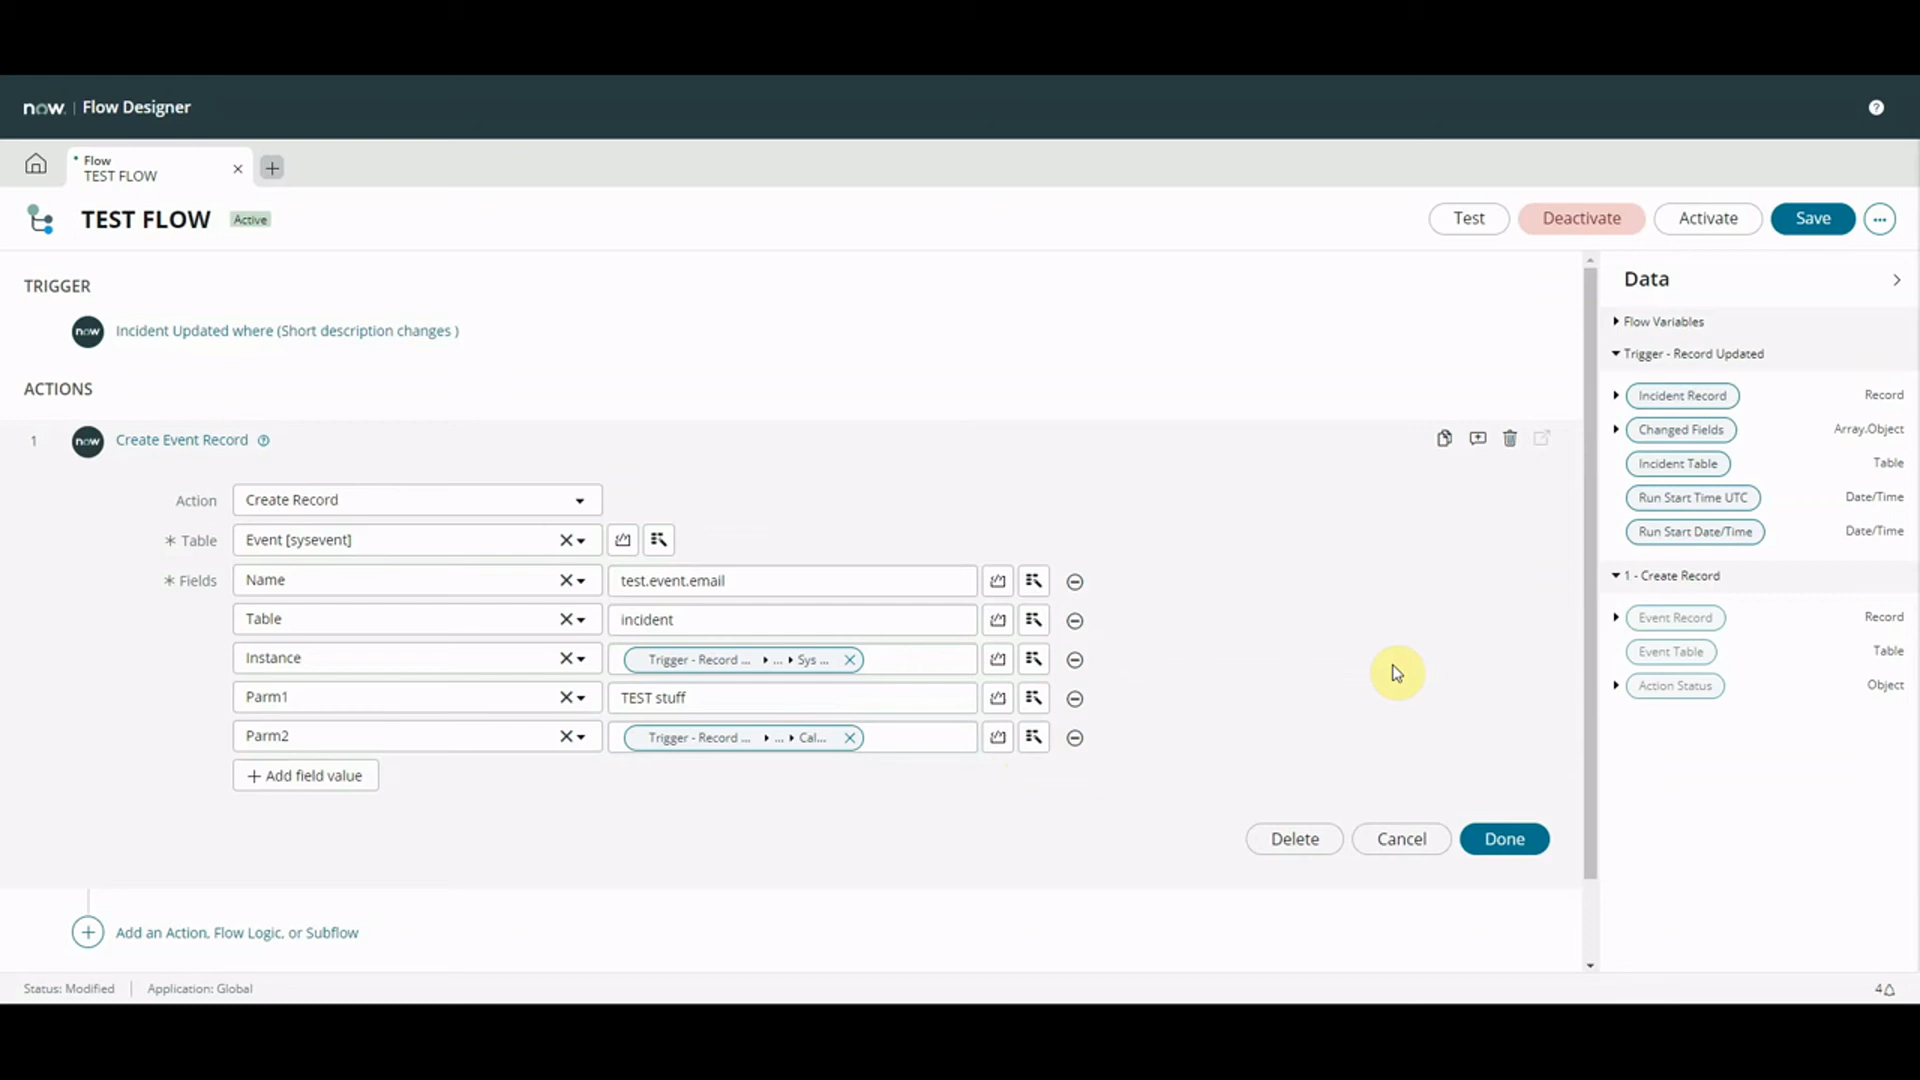 now. | Flow Designer
?
Flow
TEST FLOW
TEST FLOW Active
Test Deactivate Activate Save ...
TRIGGER
now Incident Updated where (Short description changes )
ACTIONS
1 now Create Event Record ?
Action Create Record
* Table Event [sysevent]
* Fields Name test.event.email
Table incident
Instance Trigger - Record ... ... Sys ...
Parm1 TEST stuff
Parm2 Trigger - Record ... ... Cal...
+ Add field value
Delete Cancel Done
+ Add an Action, Flow Logic, or Subflow
Data
Flow Variables
Trigger - Record Updated
Incident Record Record
Changed Fields Array.Object
Incident Table Table
Run Start Time UTC Date/Time
Run Start Date/Time Date/Time
1 - Create Record
Event Record Record
Event Table Table
Action Status Object
Status: Modified | Application: Global
4